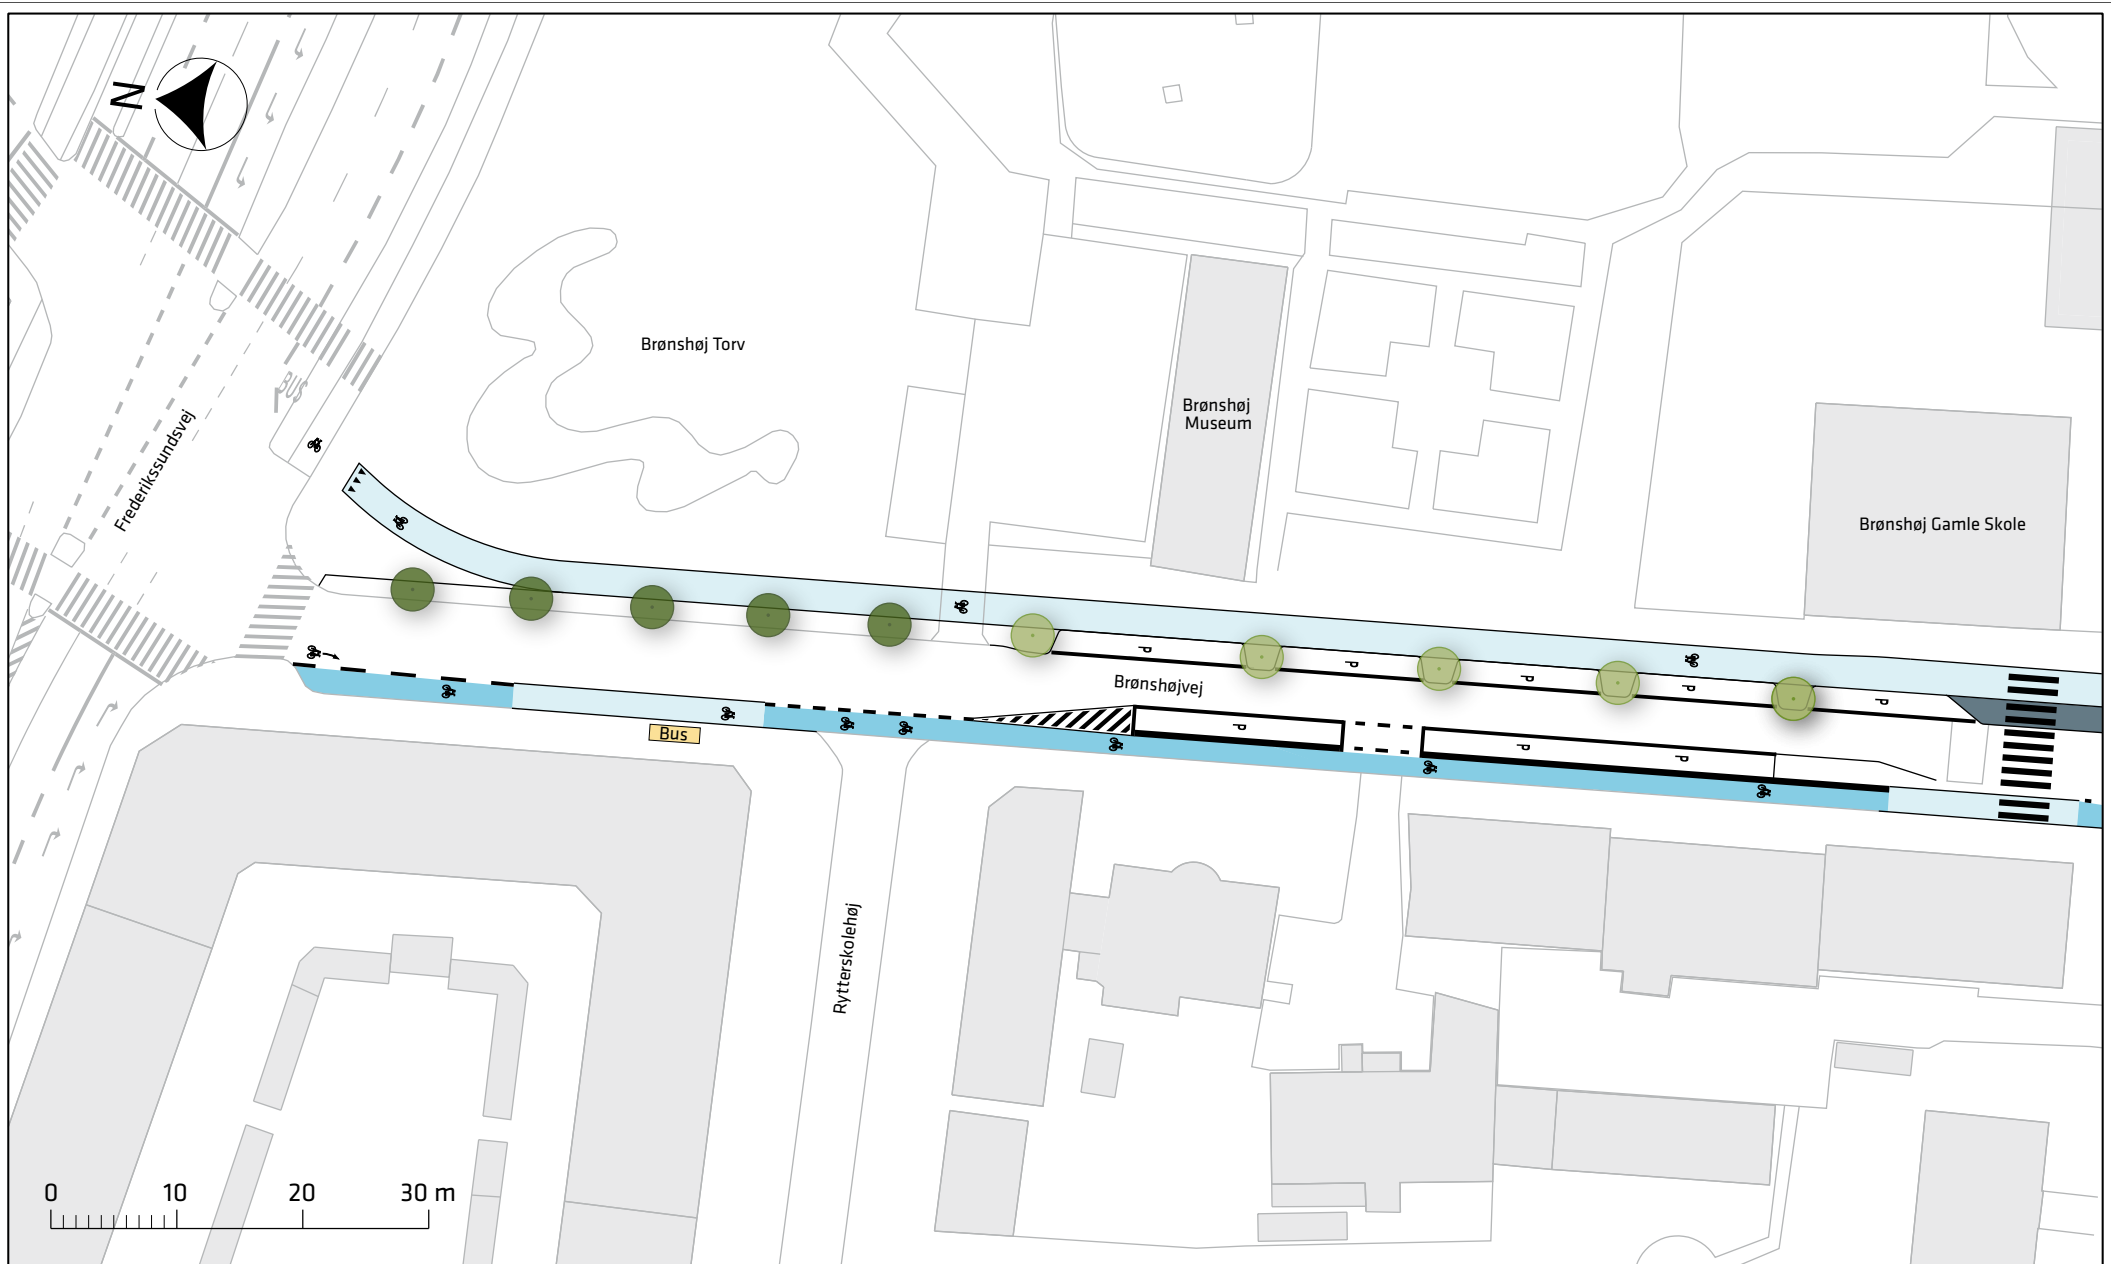 N
BUS
Brønshøj Torv
Brønshøj
Museum
Frederikssundsvej
Brønshøj Gamle Skole
P
P
P
P
P
Brønshøjvej
P
P
P
Bus
Rytterskolehøj
0 10 20 30 m